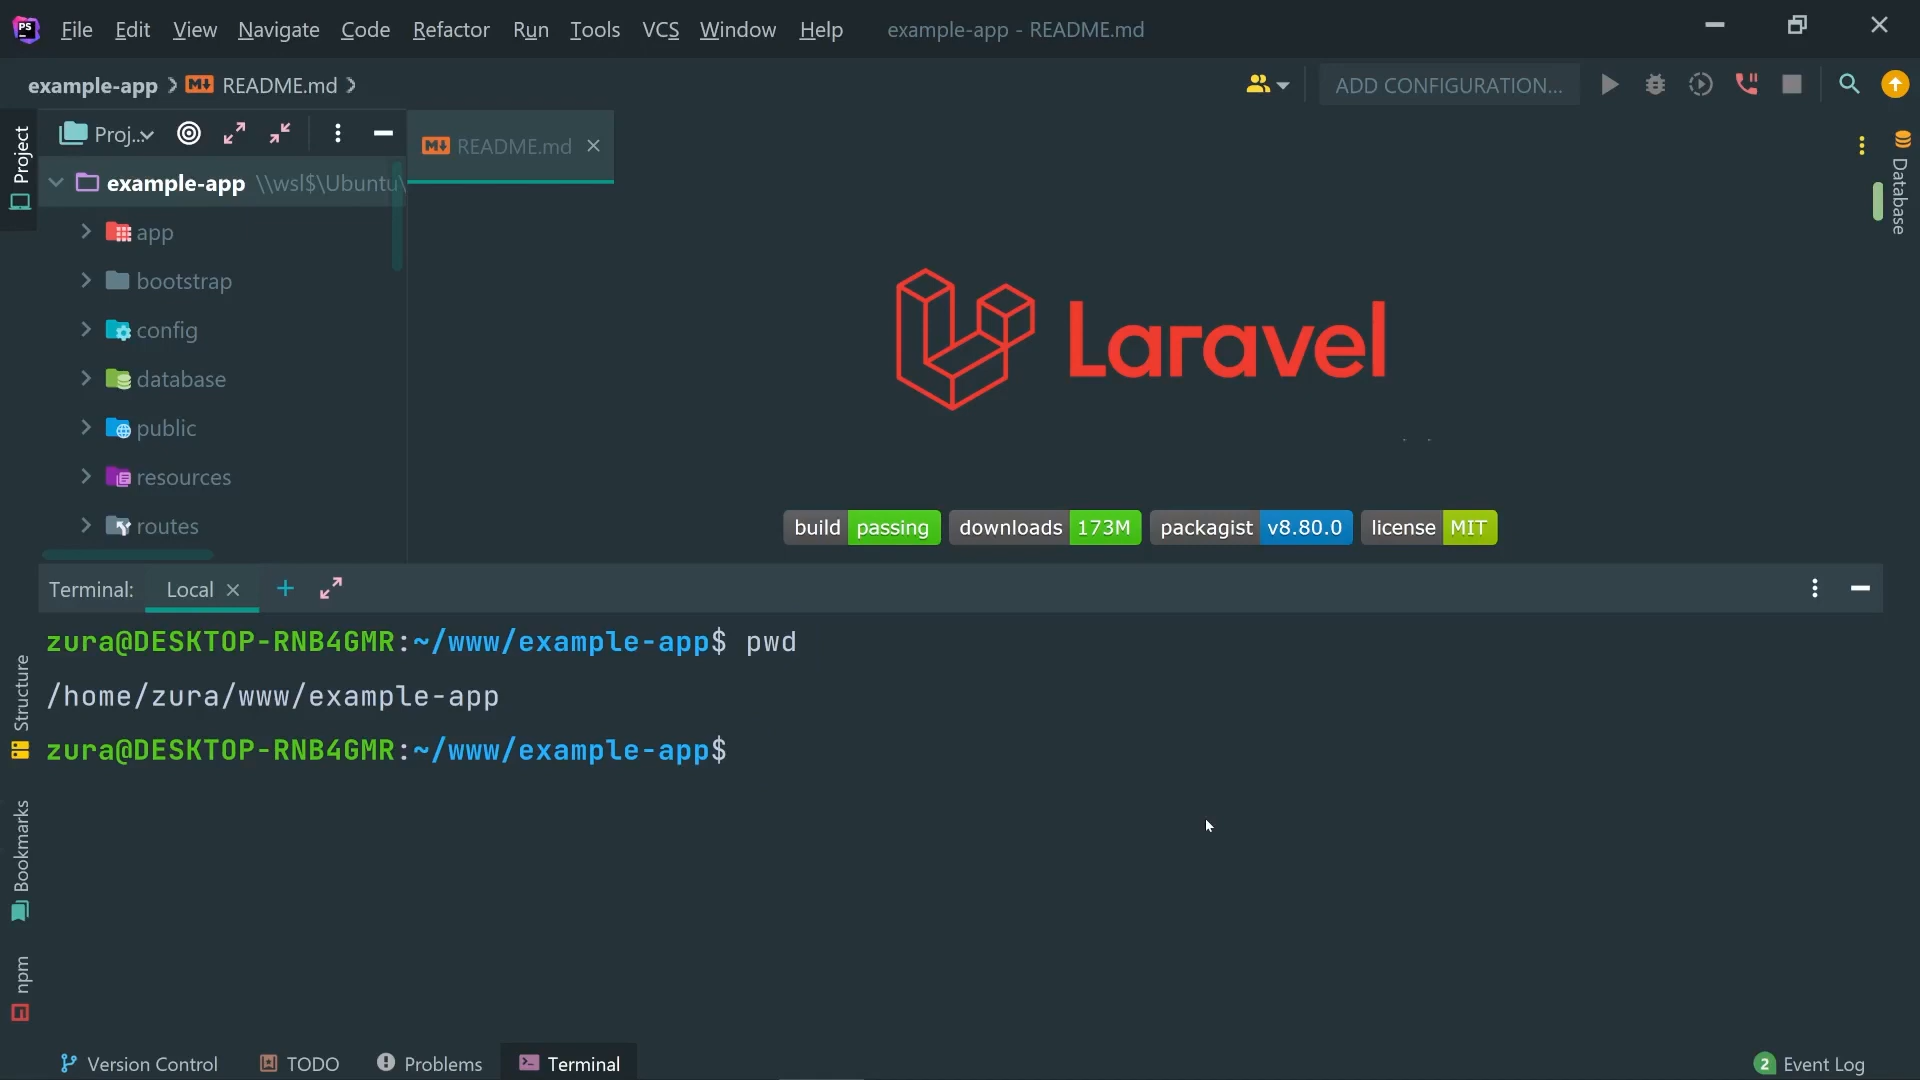 File Edit View Navigate Code Refactor Run Tools VCS Window Help example-app - README.md
example-app README.md ADD CONFIGURATION...
Project
Proj...
README.md
example-app \\wsl$\Ubuntu\
app
bootstrap
config
database
public
resources
routes
Database
Laravel
build passing downloads 173M packagist v8.80.0 license MIT
Terminal: Local
zura@DESKTOP-RNB4GMR:~/www/example-app$ pwd
/home/zura/www/example-app
zura@DESKTOP-RNB4GMR:~/www/example-app$
Structure
Bookmarks
npm
Version Control TODO Problems Terminal 2 Event Log